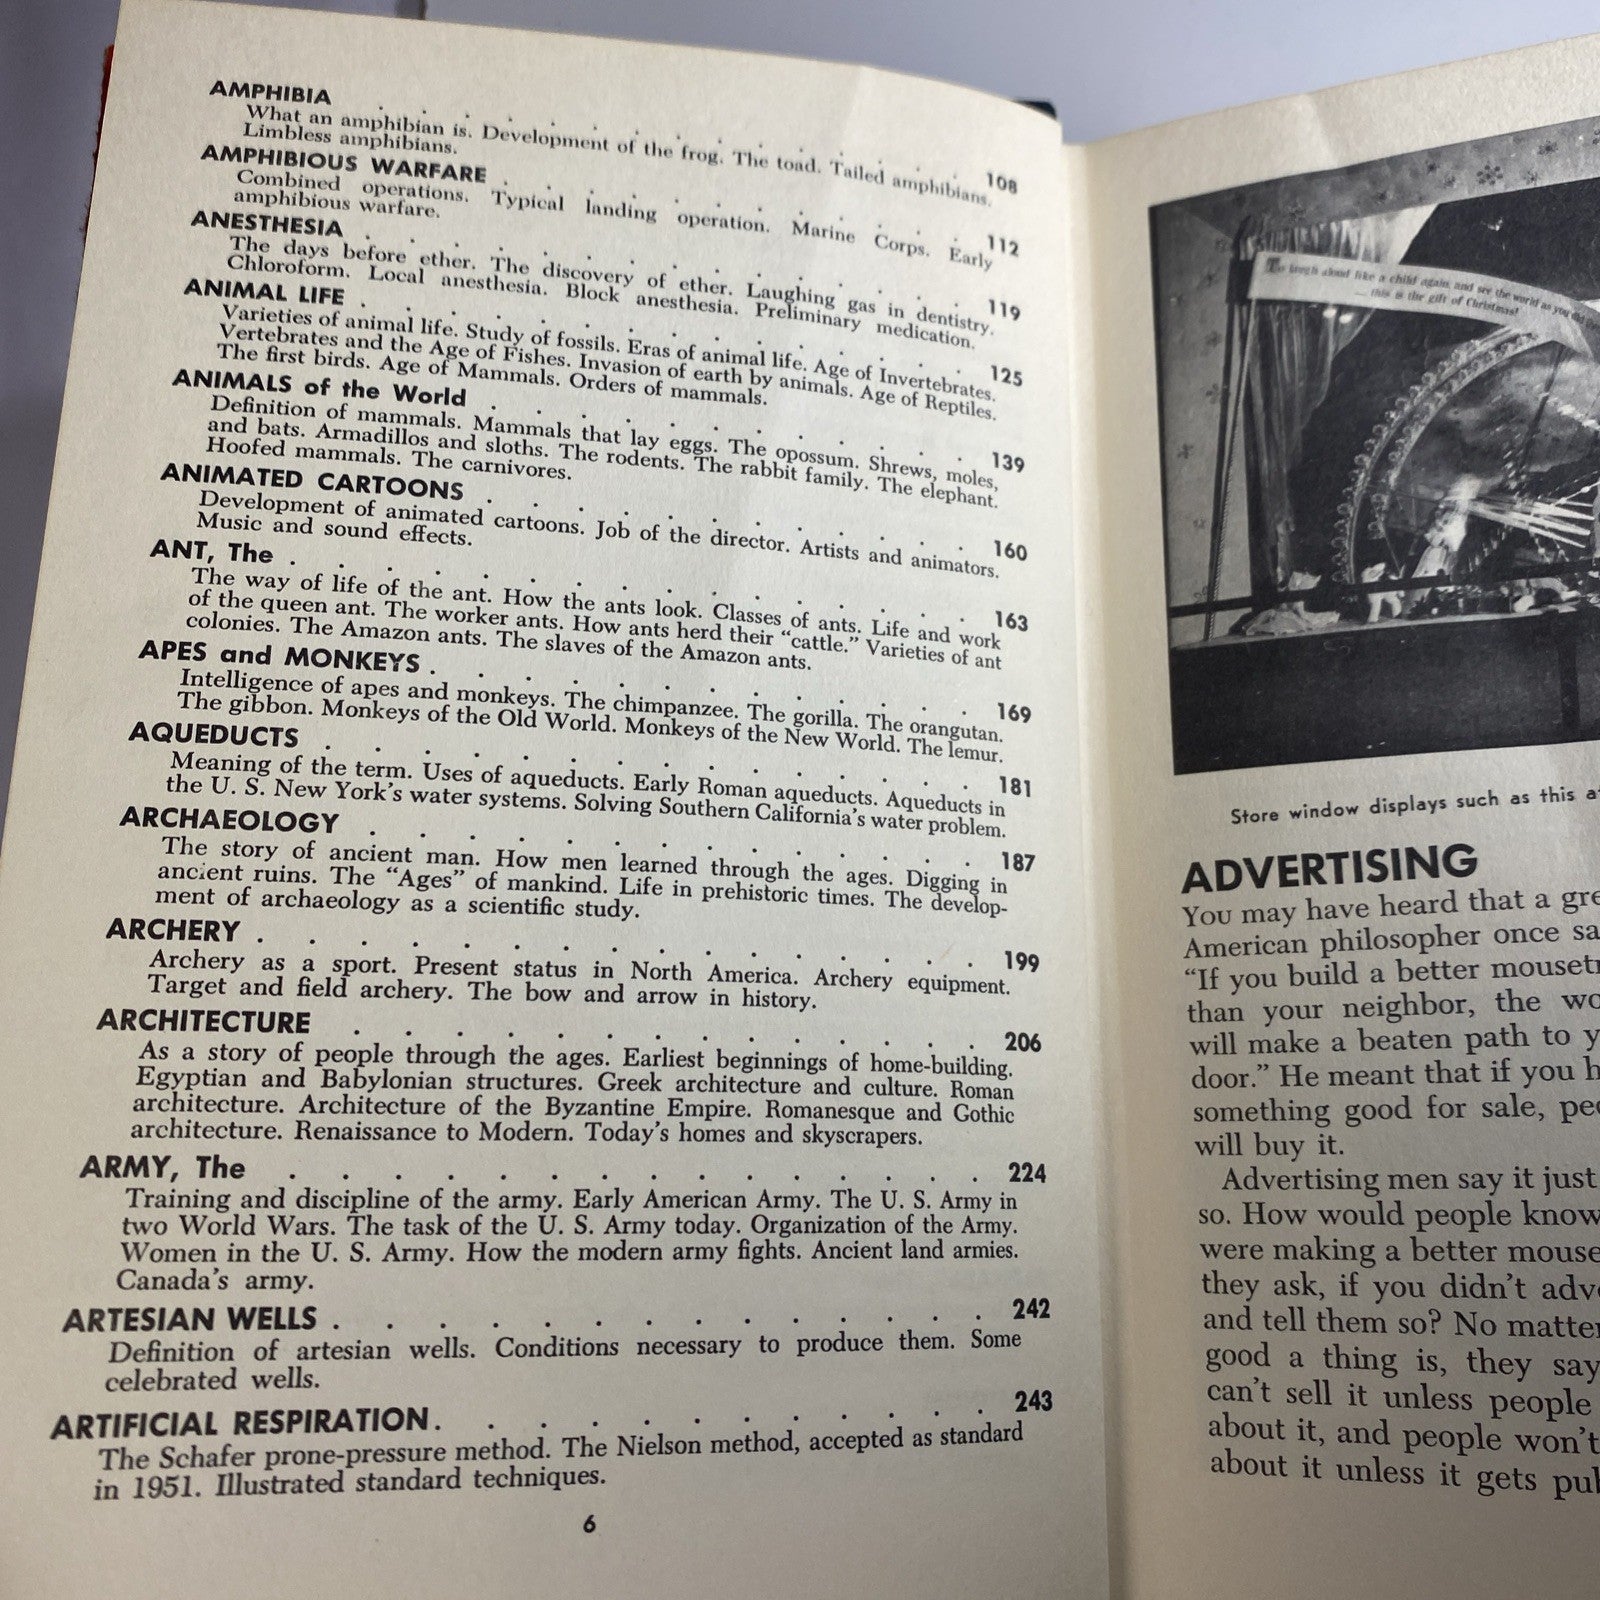 AMPHIBIA . . . . . . . . . . . 108
What an amphibian is. Development of the frog. The toad. Tailed amphibians.
Limbless amphibians.
AMPHIBIOUS WARFARE . . . . . . . . . 112
Combined operations. Typical landing operation. Marine Corps. Early
amphibious warfare.
ANESTHESIA . . . . . . . . . . . 119
The days before ether. The discovery of ether. Laughing gas in dentistry.
Chloroform. Local anesthesia. Block anesthesia. Preliminary medication.
ANIMAL LIFE . . . . . . . . . . . 125
Varieties of animal life. Study of fossils. Eras of animal life. Age of Invertebrates.
Vertebrates and the Age of Fishes. Invasion of earth by animals. Age of Reptiles.
The first birds. Age of Mammals. Orders of mammals.
ANIMALS of the World . . . . . . . . . 139
Definition of mammals. Mammals that lay eggs. The opossum. Shrews, moles,
and bats. Armadillos and sloths. The rodents. The rabbit family. The elephant.
Hoofed mammals. The carnivores.
ANIMATED CARTOONS . . . . . . . . . 160
Development of animated cartoons. Job of the director. Artists and animators.
Music and sound effects.
ANT, The . . . . . . . . . . . . 163
The way of life of the ant. How the ants look. Classes of ants. Life and work
of the queen ant. The worker ants. How ants herd their “cattle.” Varieties of ant
colonies. The Amazon ants. The slaves of the Amazon ants.
APES and MONKEYS . . . . . . . . . . 169
Intelligence of apes and monkeys. The chimpanzee. The gorilla. The orangutan.
The gibbon. Monkeys of the Old World. Monkeys of the New World. The lemur.
AQUEDUCTS . . . . . . . . . . . 181
Meaning of the term. Uses of aqueducts. Early Roman aqueducts. Aqueducts in
the U. S. New York’s water systems. Solving Southern California’s water problem.
ARCHAEOLOGY . . . . . . . . . . . 187
The story of ancient man. How men learned through the ages. Digging in
ancient ruins. The “Ages” of mankind. Life in prehistoric times. The develop-
ment of archaeology as a scientific study.
ARCHERY . . . . . . . . . . . . 199
Archery as a sport. Present status in North America. Archery equipment.
Target and field archery. The bow and arrow in history.
ARCHITECTURE . . . . . . . . . . . 206
As a story of people through the ages. Earliest beginnings of home-building.
Egyptian and Babylonian structures. Greek architecture and culture. Roman
architecture. Architecture of the Byzantine Empire. Romanesque and Gothic
architecture. Renaissance to Modern. Today’s homes and skyscrapers.
ARMY, The . . . . . . . . . . . . 224
Training and discipline of the army. Early American Army. The U. S. Army in
two World Wars. The task of the U. S. Army today. Organization of the Army.
Women in the U. S. Army. How the modern army fights. Ancient land armies.
Canada’s army.
ARTESIAN WELLS . . . . . . . . . . . 242
Definition of artesian wells. Conditions necessary to produce them. Some
celebrated wells.
ARTIFICIAL RESPIRATION . . . . . . . . . 243
The Schafer prone-pressure method. The Nielson method, accepted as standard
in 1951. Illustrated standard techniques.
6
To laugh aloud like a child again, and see the world as you did
— this is the gift of Christmas!
Store window displays such as this
ADVERTISING
You may have heard that a
American philosopher once
“If you build a better
than your neighbor, the
will make a beaten path to
door.” He meant that if you
something good for sale,
will buy it.
Advertising men say it just
so. How would people know
were making a better
they ask, if you didn’t
and tell them so? No matter
good a thing is, they say
can’t sell it unless people
about it, and people won’t
about it unless it gets